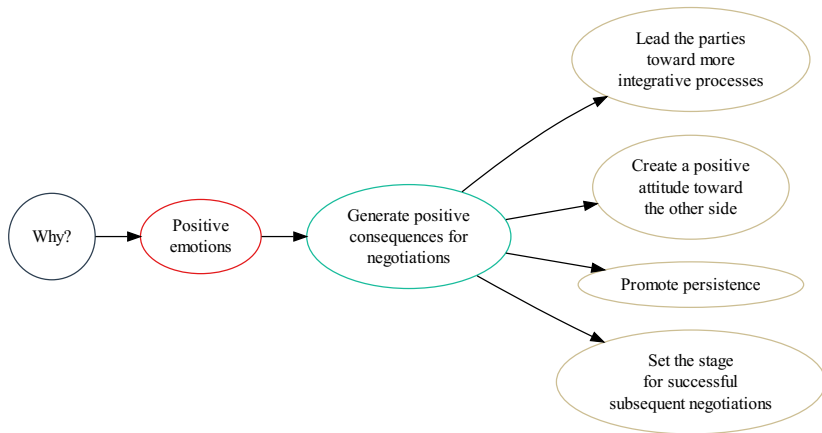 Why?
Positive
emotions
Generate positive
consequences for
negotiations
Lead the parties
toward more
integrative processes
Create a positive
attitude toward
the other side
Promote persistence
Set the stage
for successful
subsequent negotiations